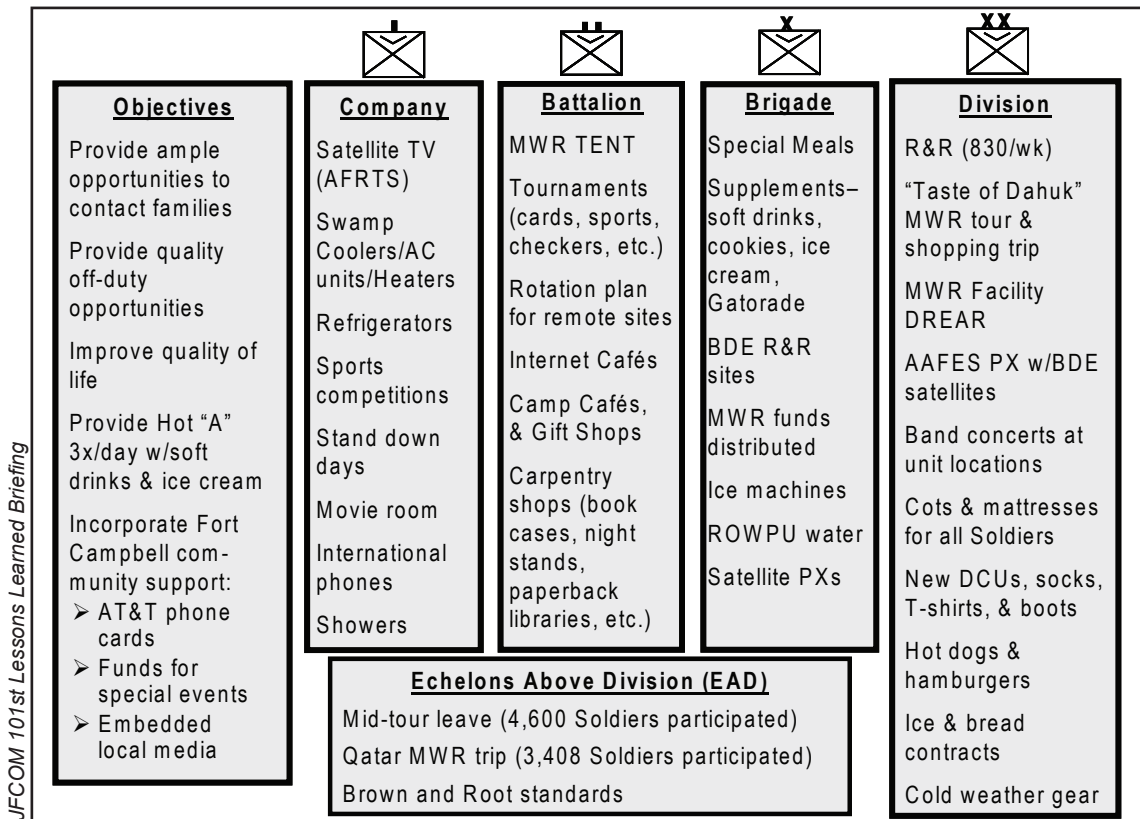 Objectives
Provide ample
opportunities to
contact families
Provide quality
off-duty
opportunities
Improve quality of
life
Provide Hot “A”
3x/day w/soft
drinks & ice cream
Incorporate Fort
Campbell com-
munity support:
➢ AT&T phone
cards
➢ Funds for
special events
➢ Embedded
local media
I
Company
Satellite TV
(AFRTS)
Swamp
Coolers/AC
units/Heaters
Refrigerators
Sports
competitions
Stand down
days
Movie room
International
phones
Showers
II
Battalion
MWR TENT
Tournaments
(cards, sports,
checkers, etc.)
Rotation plan
for remote sites
Internet Cafés
Camp Cafés,
& Gift Shops
Carpentry
shops (book
cases, night
stands,
paperback
libraries, etc.)
X
Brigade
Special Meals
Supplements–
soft drinks,
cookies, ice
cream,
Gatorade
BDE R&R
sites
MWR funds
distributed
Ice machines
ROWPU water
Satellite PXs
XX
Division
R&R (830/wk)
“Taste of Dahuk”
MWR tour &
shopping trip
MWR Facility
DREAR
AAFES PX w/BDE
satellites
Band concerts at
unit locations
Cots & mattresses
for all Soldiers
New DCUs, socks,
T-shirts, & boots
Hot dogs &
hamburgers
Ice & bread
contracts
Cold weather gear
Echelons Above Division (EAD)
Mid-tour leave (4,600 Soldiers participated)
Qatar MWR trip (3,408 Soldiers participated)
Brown and Root standards
JFCOM 101st Lessons Learned Briefing